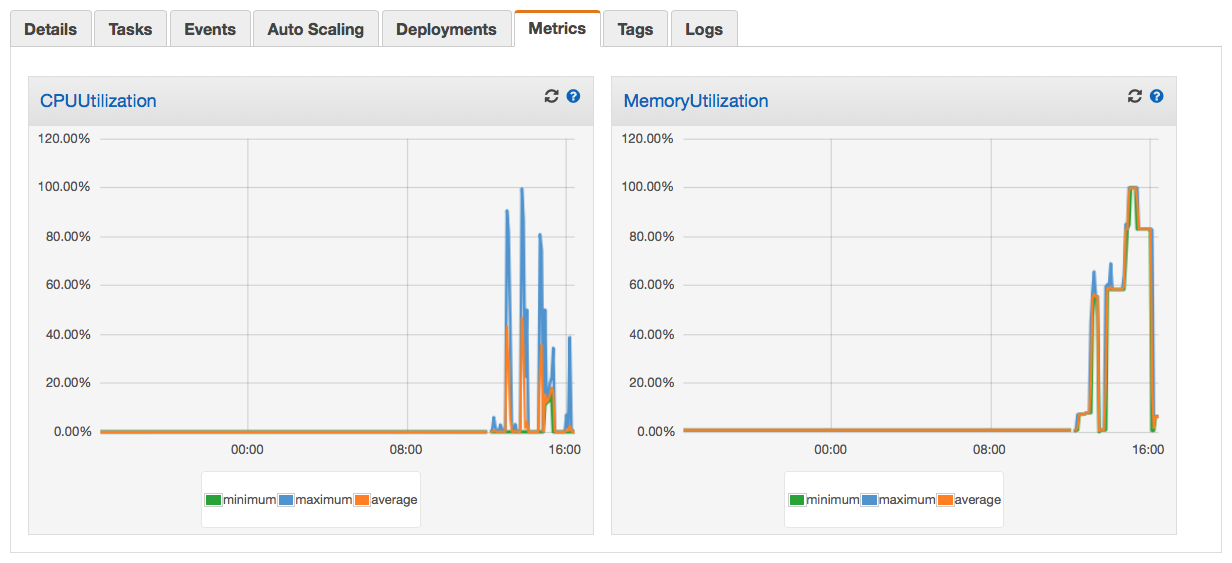 Details Tasks Events Auto Scaling Deployments Metrics Tags Logs
CPUUtilization
120.00%
100.00%
80.00%
60.00%
40.00%
20.00%
0.00%
00:00 08:00 16:00
minimum maximum average
MemoryUtilization
120.00%
100.00%
80.00%
60.00%
40.00%
20.00%
0.00%
00:00 08:00 16:00
minimum maximum average